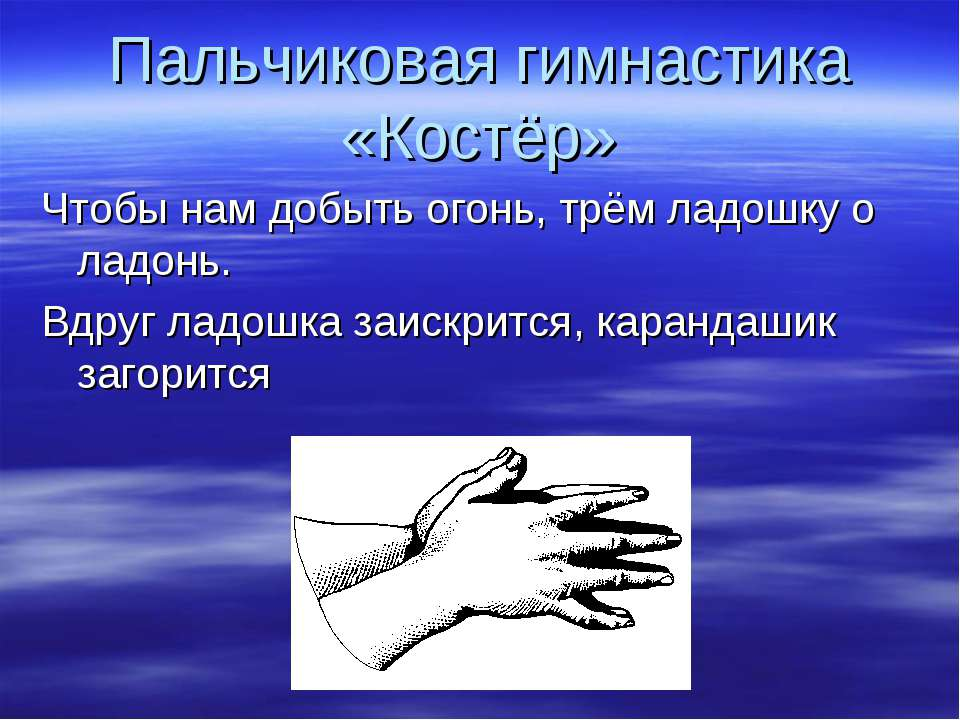 Пальчиковая гимнастика
«Костёр»
Чтобы нам добыть огонь, трём ладошку о
ладонь.
Вдруг ладошка заискрится, карандашик
загорится